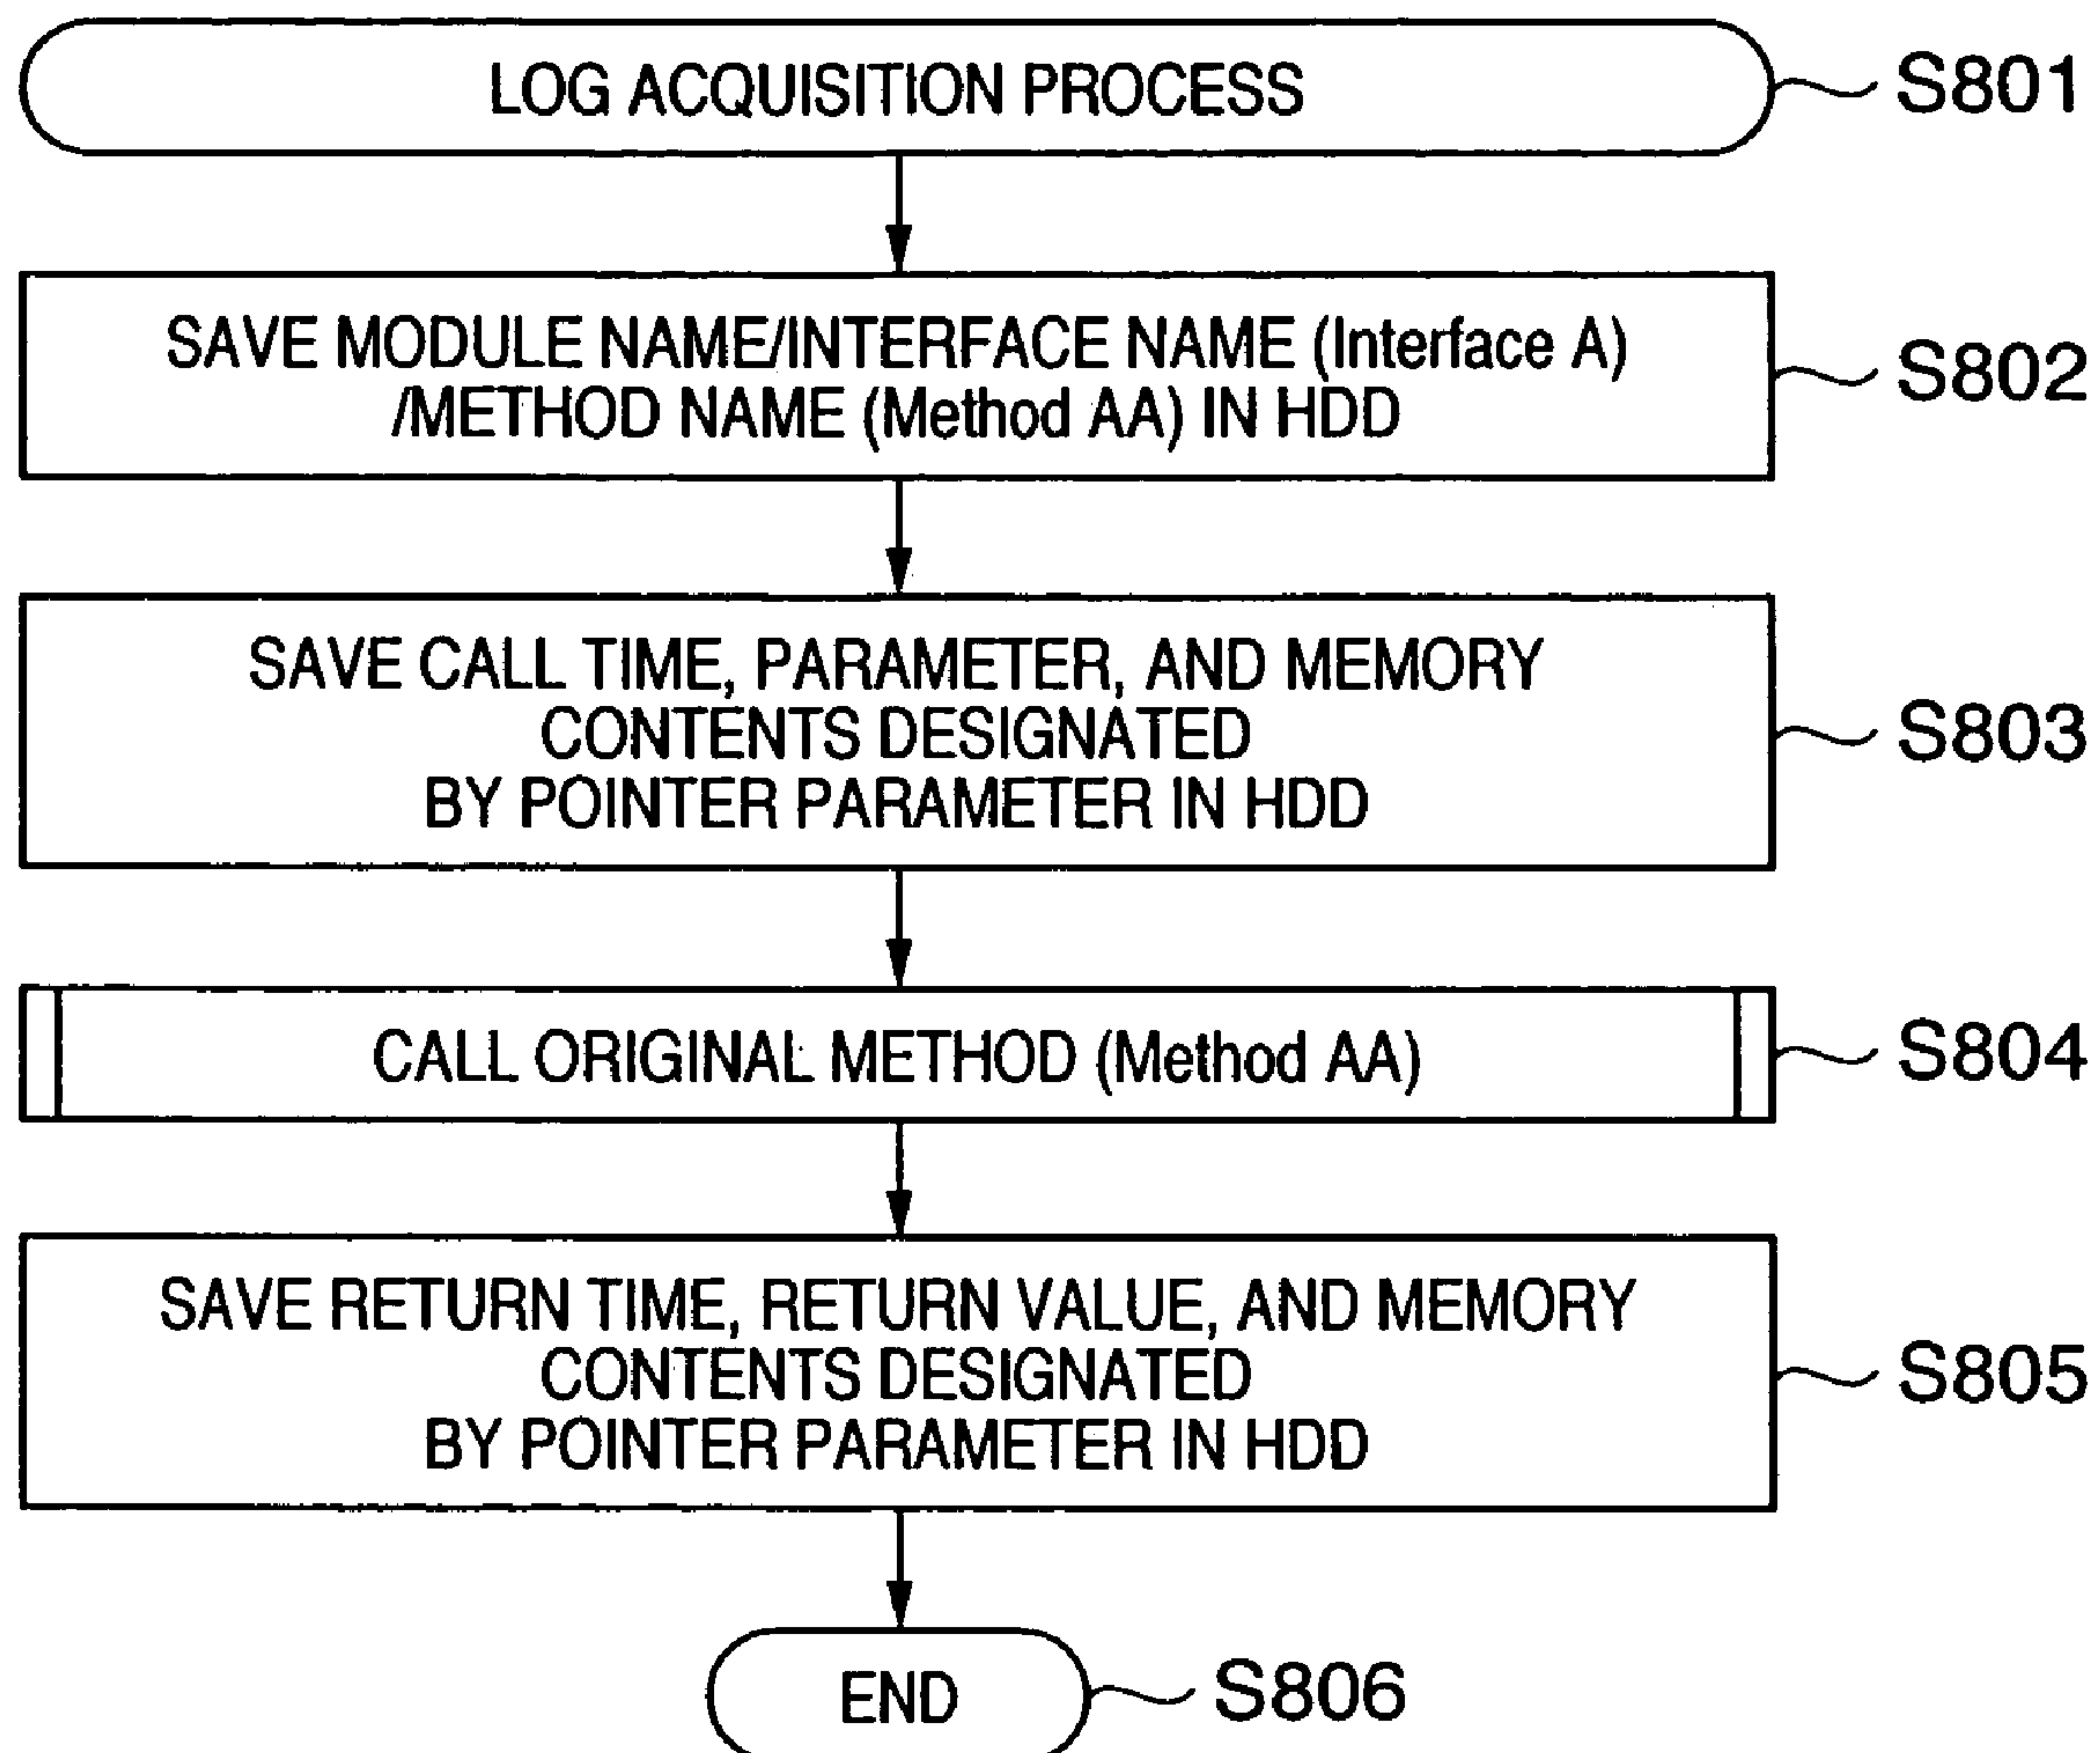 LOG ACQUISITION PROCESS
S801
SAVE MODULE NAME/INTERFACE NAME (Interface A)
/METHOD NAME (Method AA) IN HDD
S802
SAVE CALL TIME, PARAMETER, AND MEMORY
CONTENTS DESIGNATED
BY POINTER PARAMETER IN HDD
S803
CALL ORIGINAL METHOD (Method AA)
S804
SAVE RETURN TIME, RETURN VALUE, AND MEMORY
CONTENTS DESIGNATED
BY POINTER PARAMETER IN HDD
S805
END
S806